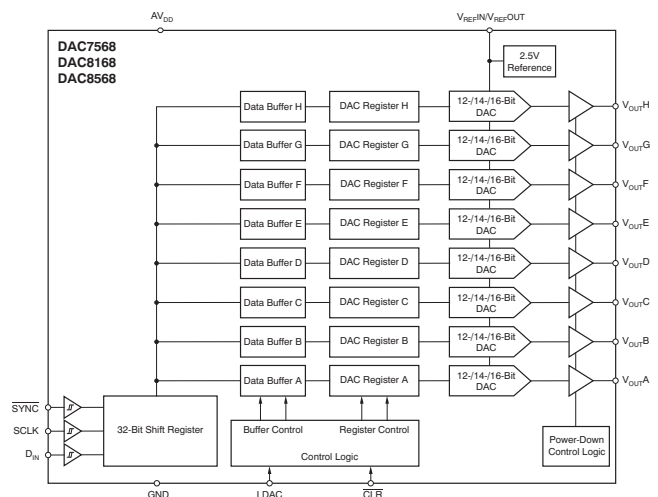 AVDD
VREFIN/VREFOUT
DAC7568
DAC8168
DAC8568
2.5V
Reference
Data Buffer H
DAC Register H
12-/14-/16-Bit
DAC
VOUTH
Data Buffer G
DAC Register G
12-/14-/16-Bit
DAC
VOUTG
Data Buffer F
DAC Register F
12-/14-/16-Bit
DAC
VOUTF
Data Buffer E
DAC Register E
12-/14-/16-Bit
DAC
VOUTE
Data Buffer D
DAC Register D
12-/14-/16-Bit
DAC
VOUTD
Data Buffer C
DAC Register C
12-/14-/16-Bit
DAC
VOUTC
Data Buffer B
DAC Register B
12-/14-/16-Bit
DAC
VOUTB
Data Buffer A
DAC Register A
12-/14-/16-Bit
DAC
VOUTA
SYNC
SCLK
DIN
32-Bit Shift Register
Buffer Control
Register Control
Control Logic
Power-Down
Control Logic
GND
LDAC
CLR